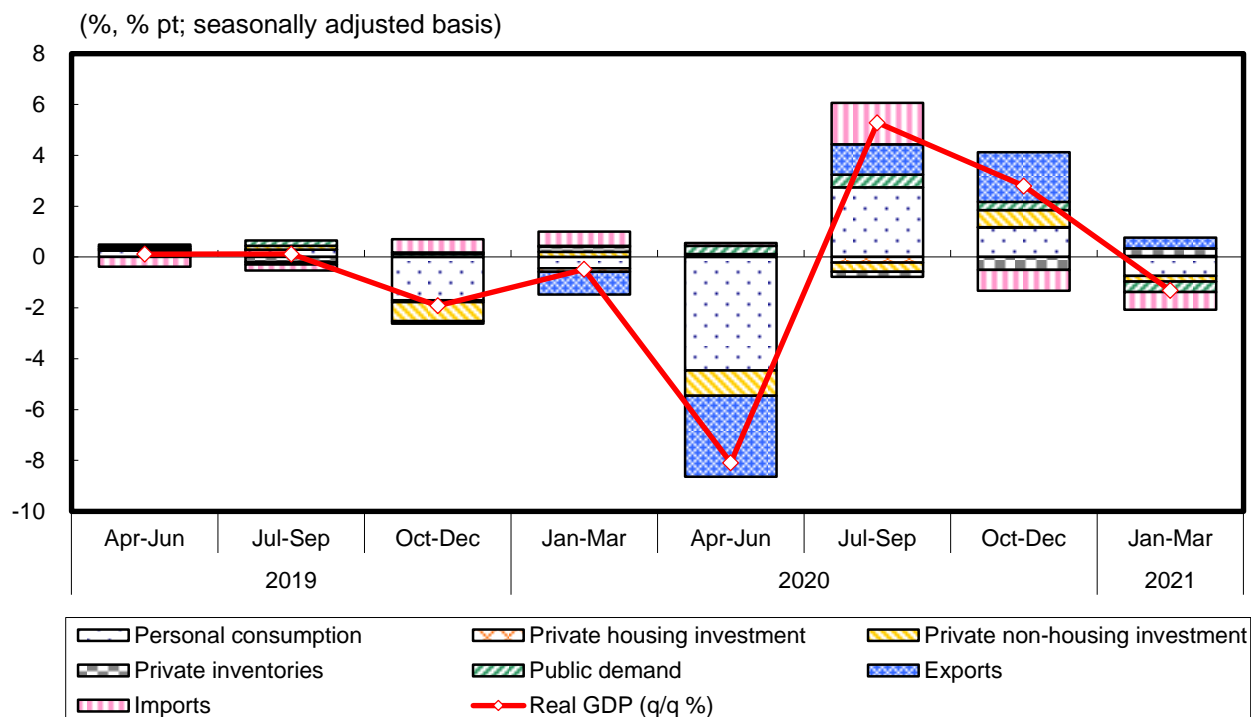 (%, % pt; seasonally adjusted basis)
8
6
4
2
0
-2
-4
-6
-8
-10
Apr-Jun Jul-Sep Oct-Dec Jan-Mar Apr-Jun Jul-Sep Oct-Dec Jan-Mar
2019 2020 2021
Personal consumption Private housing investment Private non-housing investment
Private inventories Public demand Exports
Imports Real GDP (q/q %)